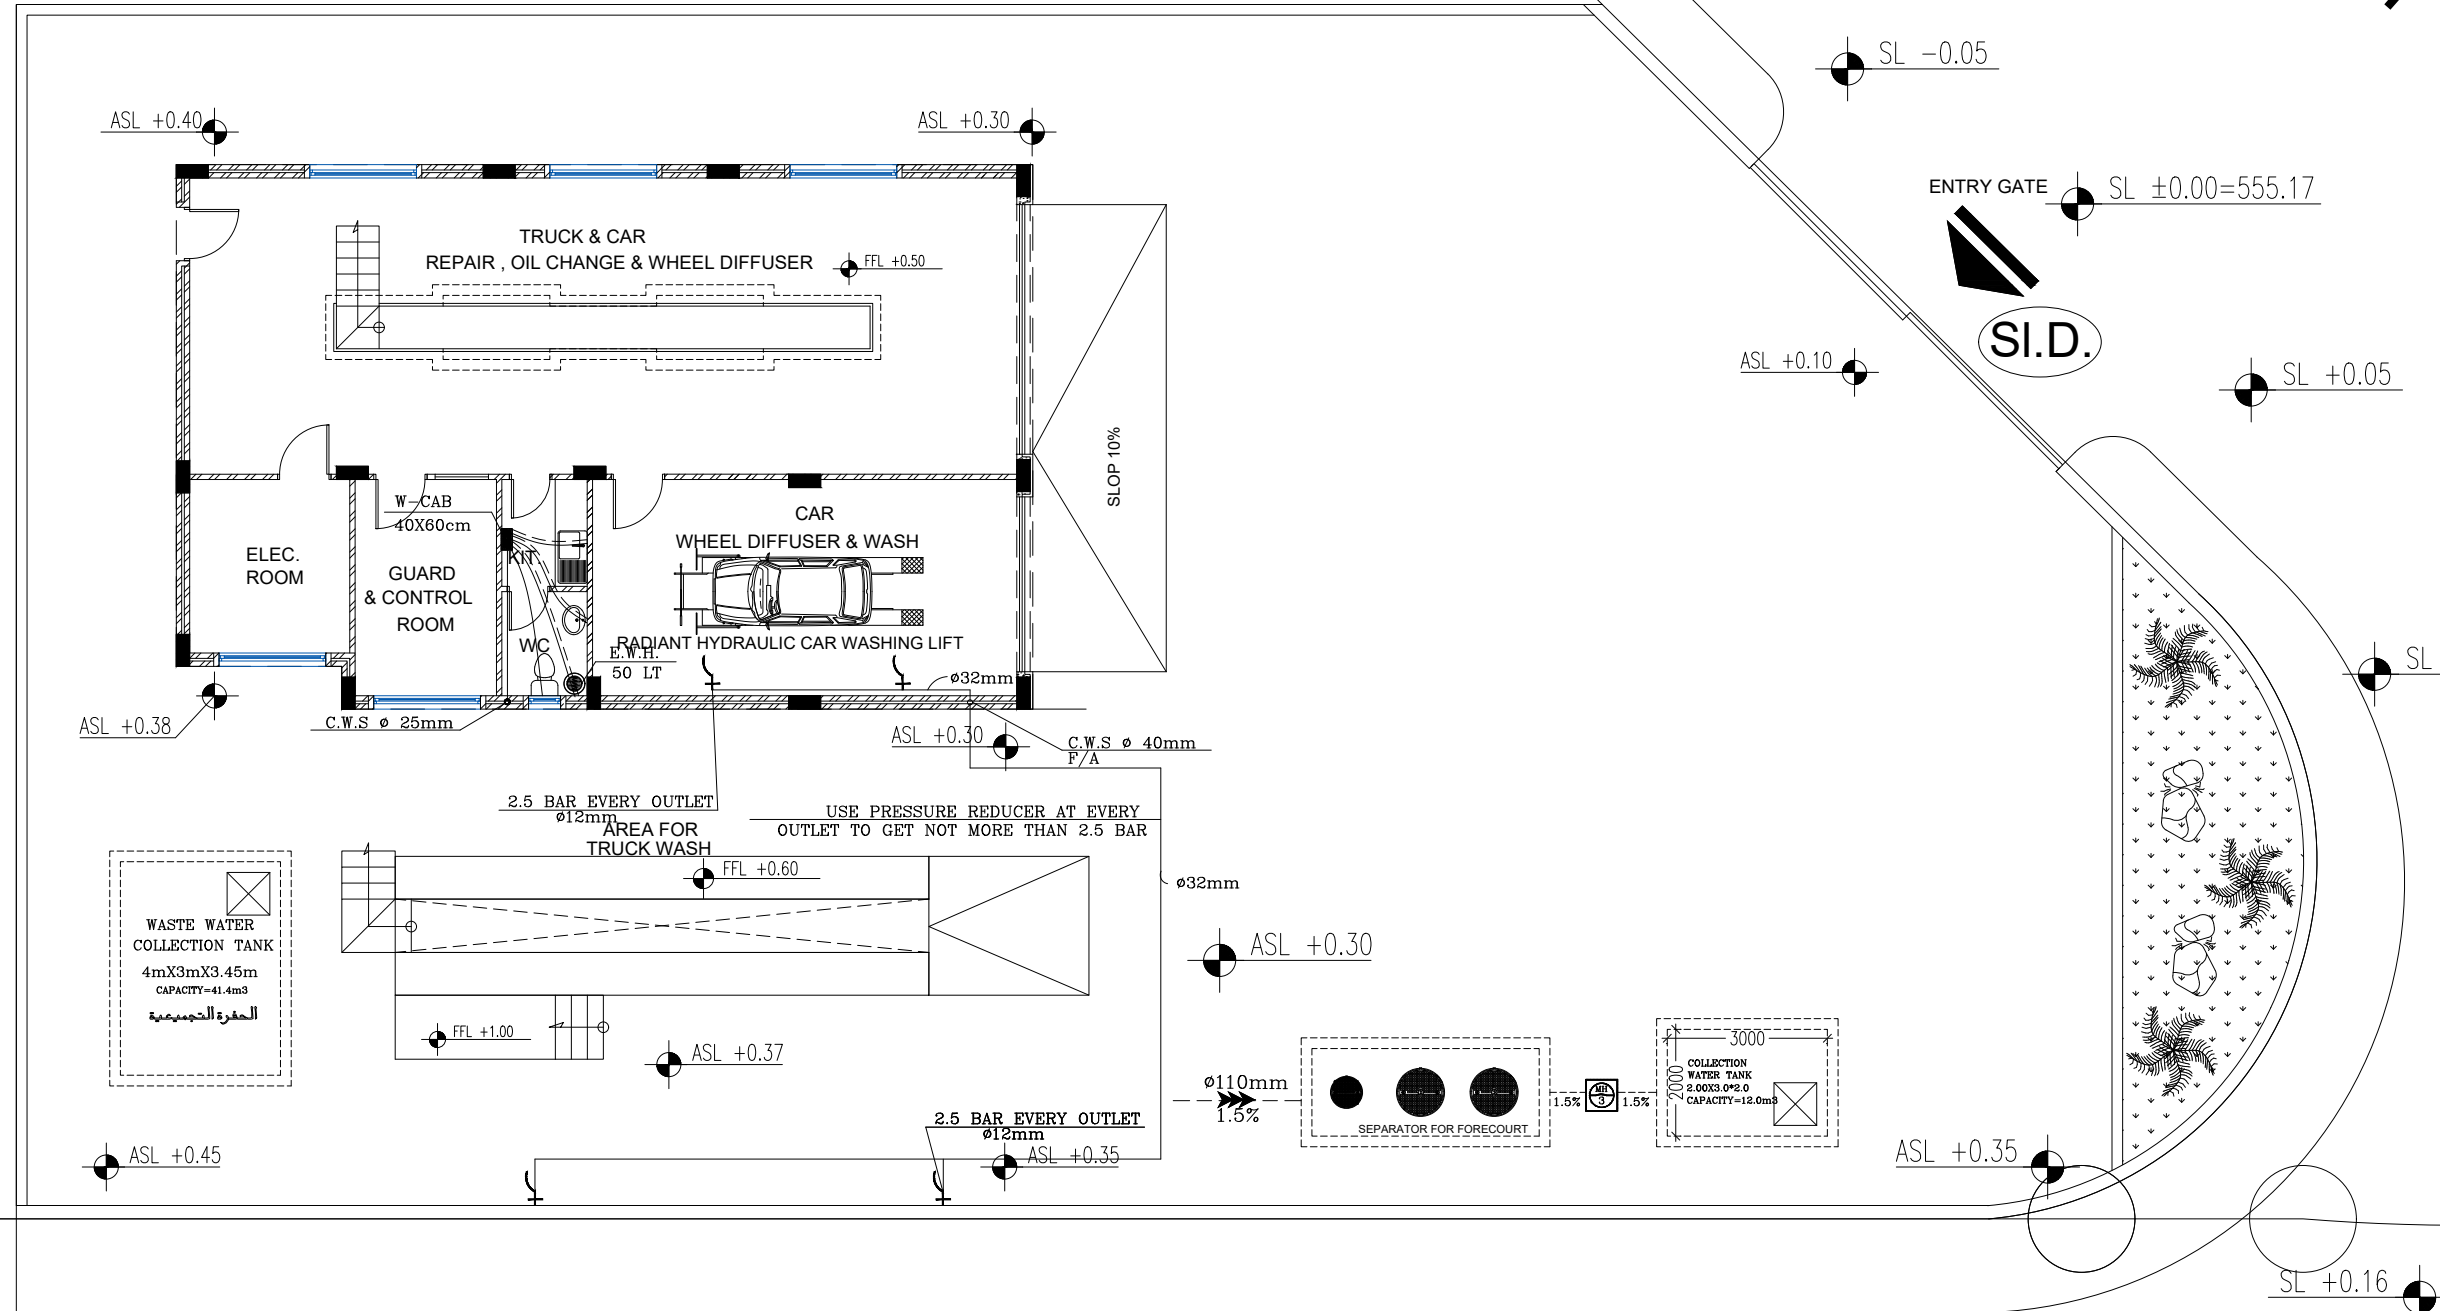 SL -0.05
ASL +0.40
ASL +0.30
ENTRY GATE
SL ±0.00=555.17
TRUCK & CAR
REPAIR , OIL CHANGE & WHEEL DIFFUSER
FFL +0.50
SI.D.
ASL +0.10
SL +0.05
SLOP 10%
W-CAB
40X60cm
CAR
WHEEL DIFFUSER & WASH
ELEC.
ROOM
KIT.
GUARD
& CONTROL
ROOM
WC
RADIANT HYDRAULIC CAR WASHING LIFT
E.W.H.
50 LT
ø32mm
SL
ASL +0.38
C.W.S ø 25mm
ASL +0.30
C.W.S ø 40mm
F/A
2.5 BAR EVERY OUTLET
ø12mm
USE PRESSURE REDUCER AT EVERY
OUTLET TO GET NOT MORE THAN 2.5 BAR
AREA FOR
TRUCK WASH
FFL +0.60
ø32mm
WASTE WATER
COLLECTION TANK
4mX3mX3.45m
CAPACITY=41.4m3
الحفرة التجميعية
ASL +0.30
FFL +1.00
ASL +0.37
ø110mm
1.5%
SEPARATOR FOR FORECOURT
1.5%
MH
3
1.5%
3000
2000
COLLECTION
WATER TANK
2.00X3.0*2.0
CAPACITY=12.0m3
2.5 BAR EVERY OUTLET
ø12mm
ASL +0.45
ASL +0.35
ASL +0.35
SL +0.16